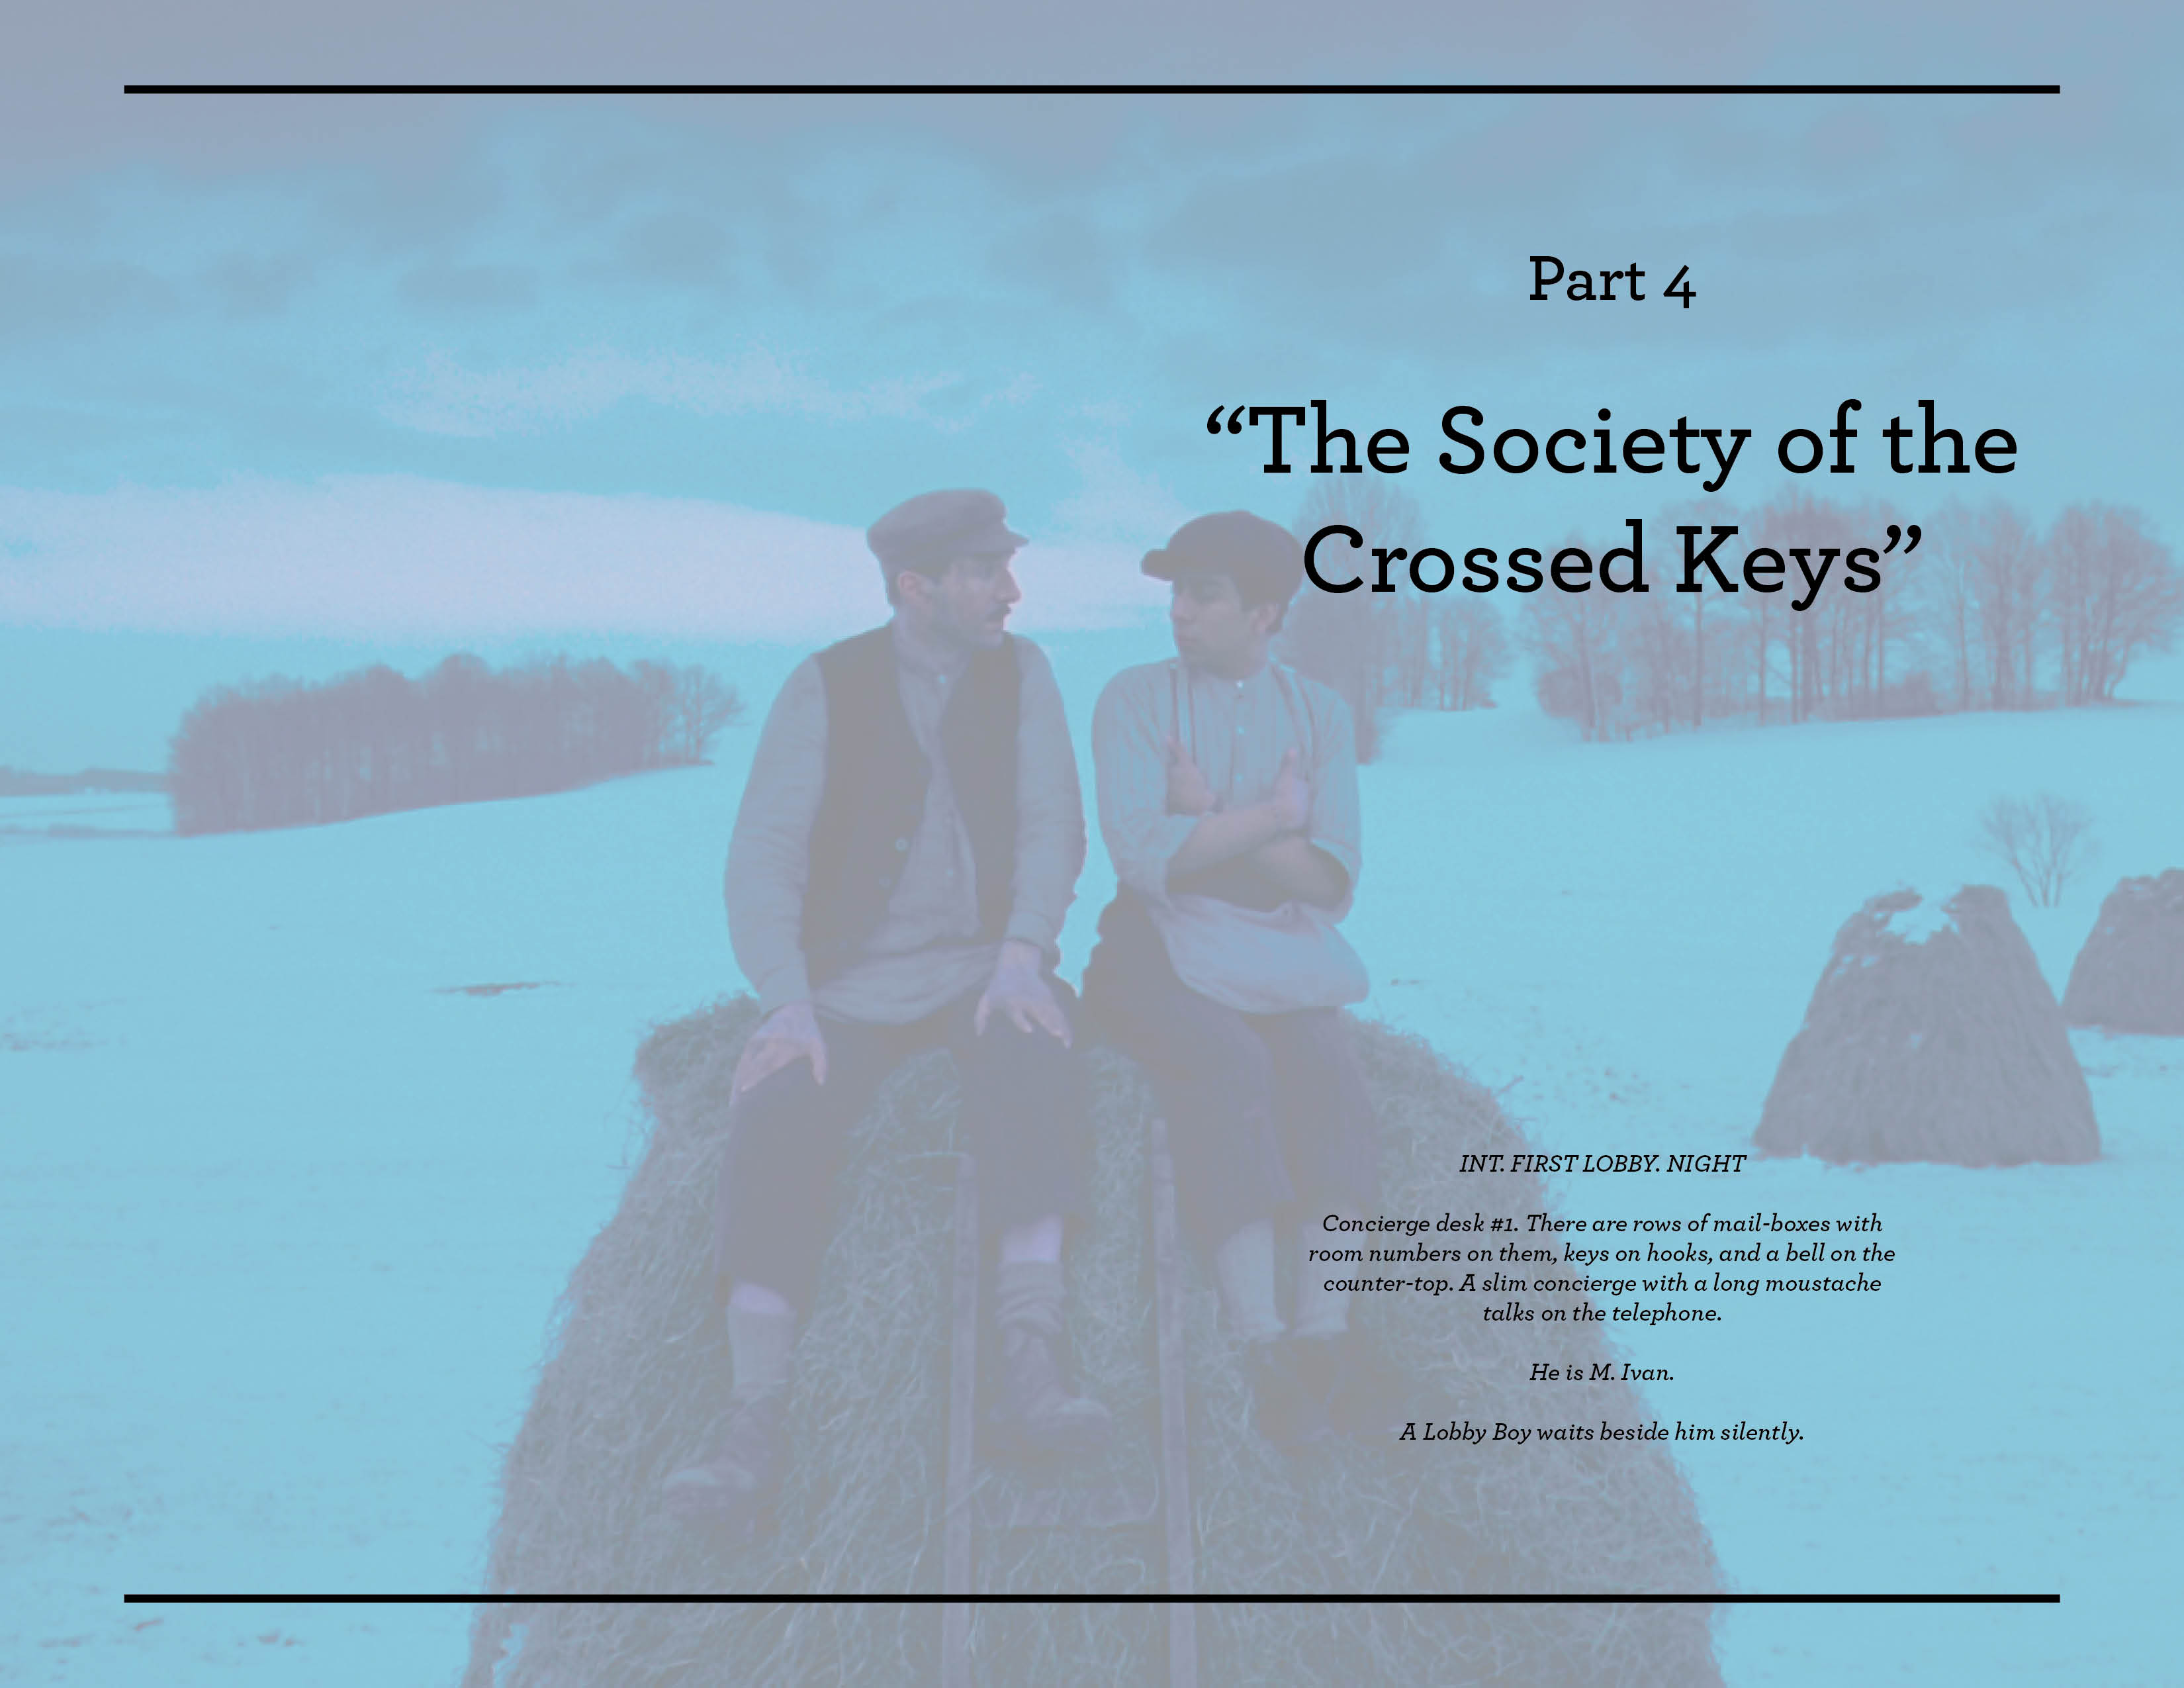 Part 4
“The Society of the
Crossed Keys”
INT. FIRST LOBBY. NIGHT
Concierge desk #1. There are rows of mail-boxes with
room numbers on them, keys on hooks, and a bell on the
counter-top. A slim concierge with a long moustache
talks on the telephone.
He is M. Ivan.
A Lobby Boy waits beside him silently.